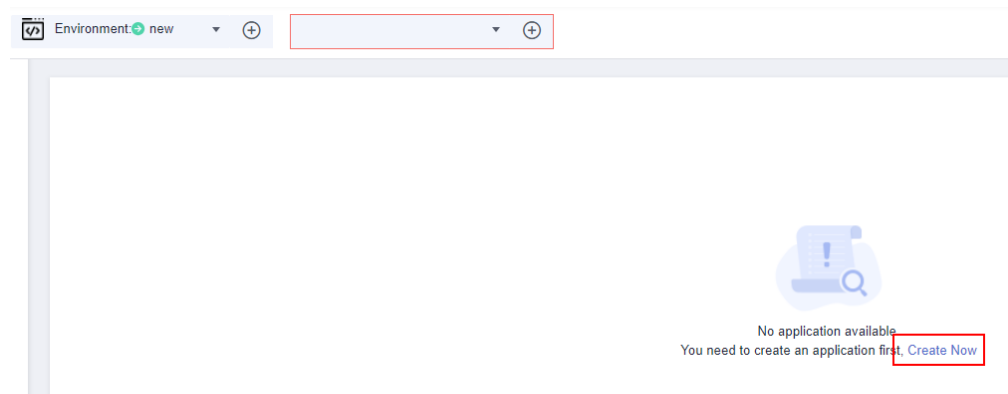 Environment: new
No application available
You need to create an application first, Create Now